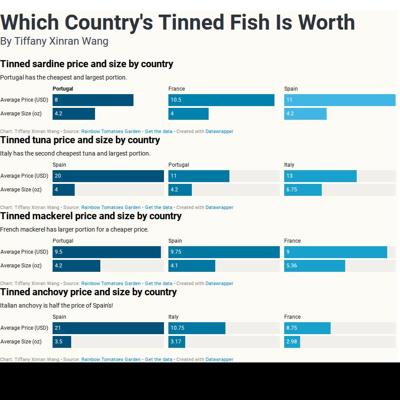 Which Country's Tinned Fish Is Worth
By Tiffany Xinran Wang
Tinned sardine price and size by country
Portugal has the cheapest and largest portion.
Portugal France Spain
Average Price (USD) 8 10.5 11
Average Size (oz) 4.2 4 4.2
Chart: Tiffany Xinran Wang • Source: Rainbow Tomatoes Garden • Get the data • Created with Datawrapper
Tinned tuna price and size by country
Italy has the second cheapest tuna and largest portion.
Spain Portugal Italy
Average Price (USD) 20 11 13
Average Size (oz) 4 4.2 6.75
Chart: Tiffany Xinran Wang • Source: Rainbow Tomatoes Garden • Get the data • Created with Datawrapper
Tinned mackerel price and size by country
French mackerel has larger portion for a cheaper price.
Portugal Spain France
Average Price (USD) 9.5 9.75 9
Average Size (oz) 4.2 4.1 5.36
Chart: Tiffany Xinran Wang • Source: Rainbow Tomatoes Garden • Get the data • Created with Datawrapper
Tinned anchovy price and size by country
Italian anchovy is half the price of Spain's!
Spain Italy France
Average Price (USD) 21 10.75 8.75
Average Size (oz) 3.5 3.17 2.98
Chart: Tiffany Xinran Wang • Source: Rainbow Tomatoes Garden • Get the data • Created with Datawrapper